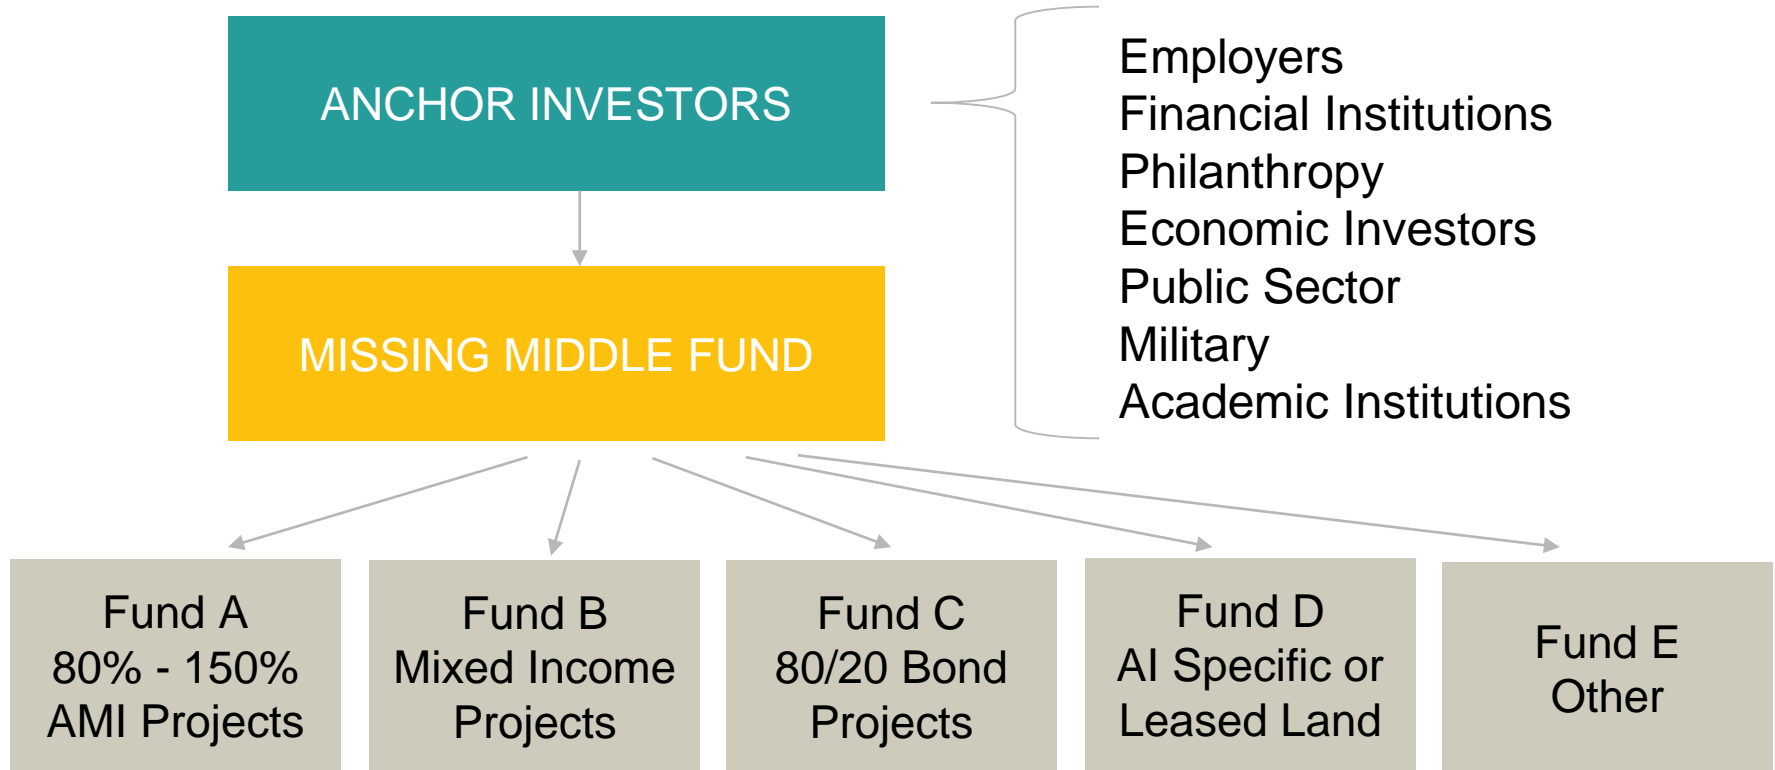 ANCHOR INVESTORS
Employers
Financial Institutions
Philanthropy
Economic Investors
Public Sector
Military
Academic Institutions
MISSING MIDDLE FUND
Fund A
80% - 150%
AMI Projects
Fund B
Mixed Income
Projects
Fund C
80/20 Bond
Projects
Fund D
AI Specific or
Leased Land
Fund E
Other